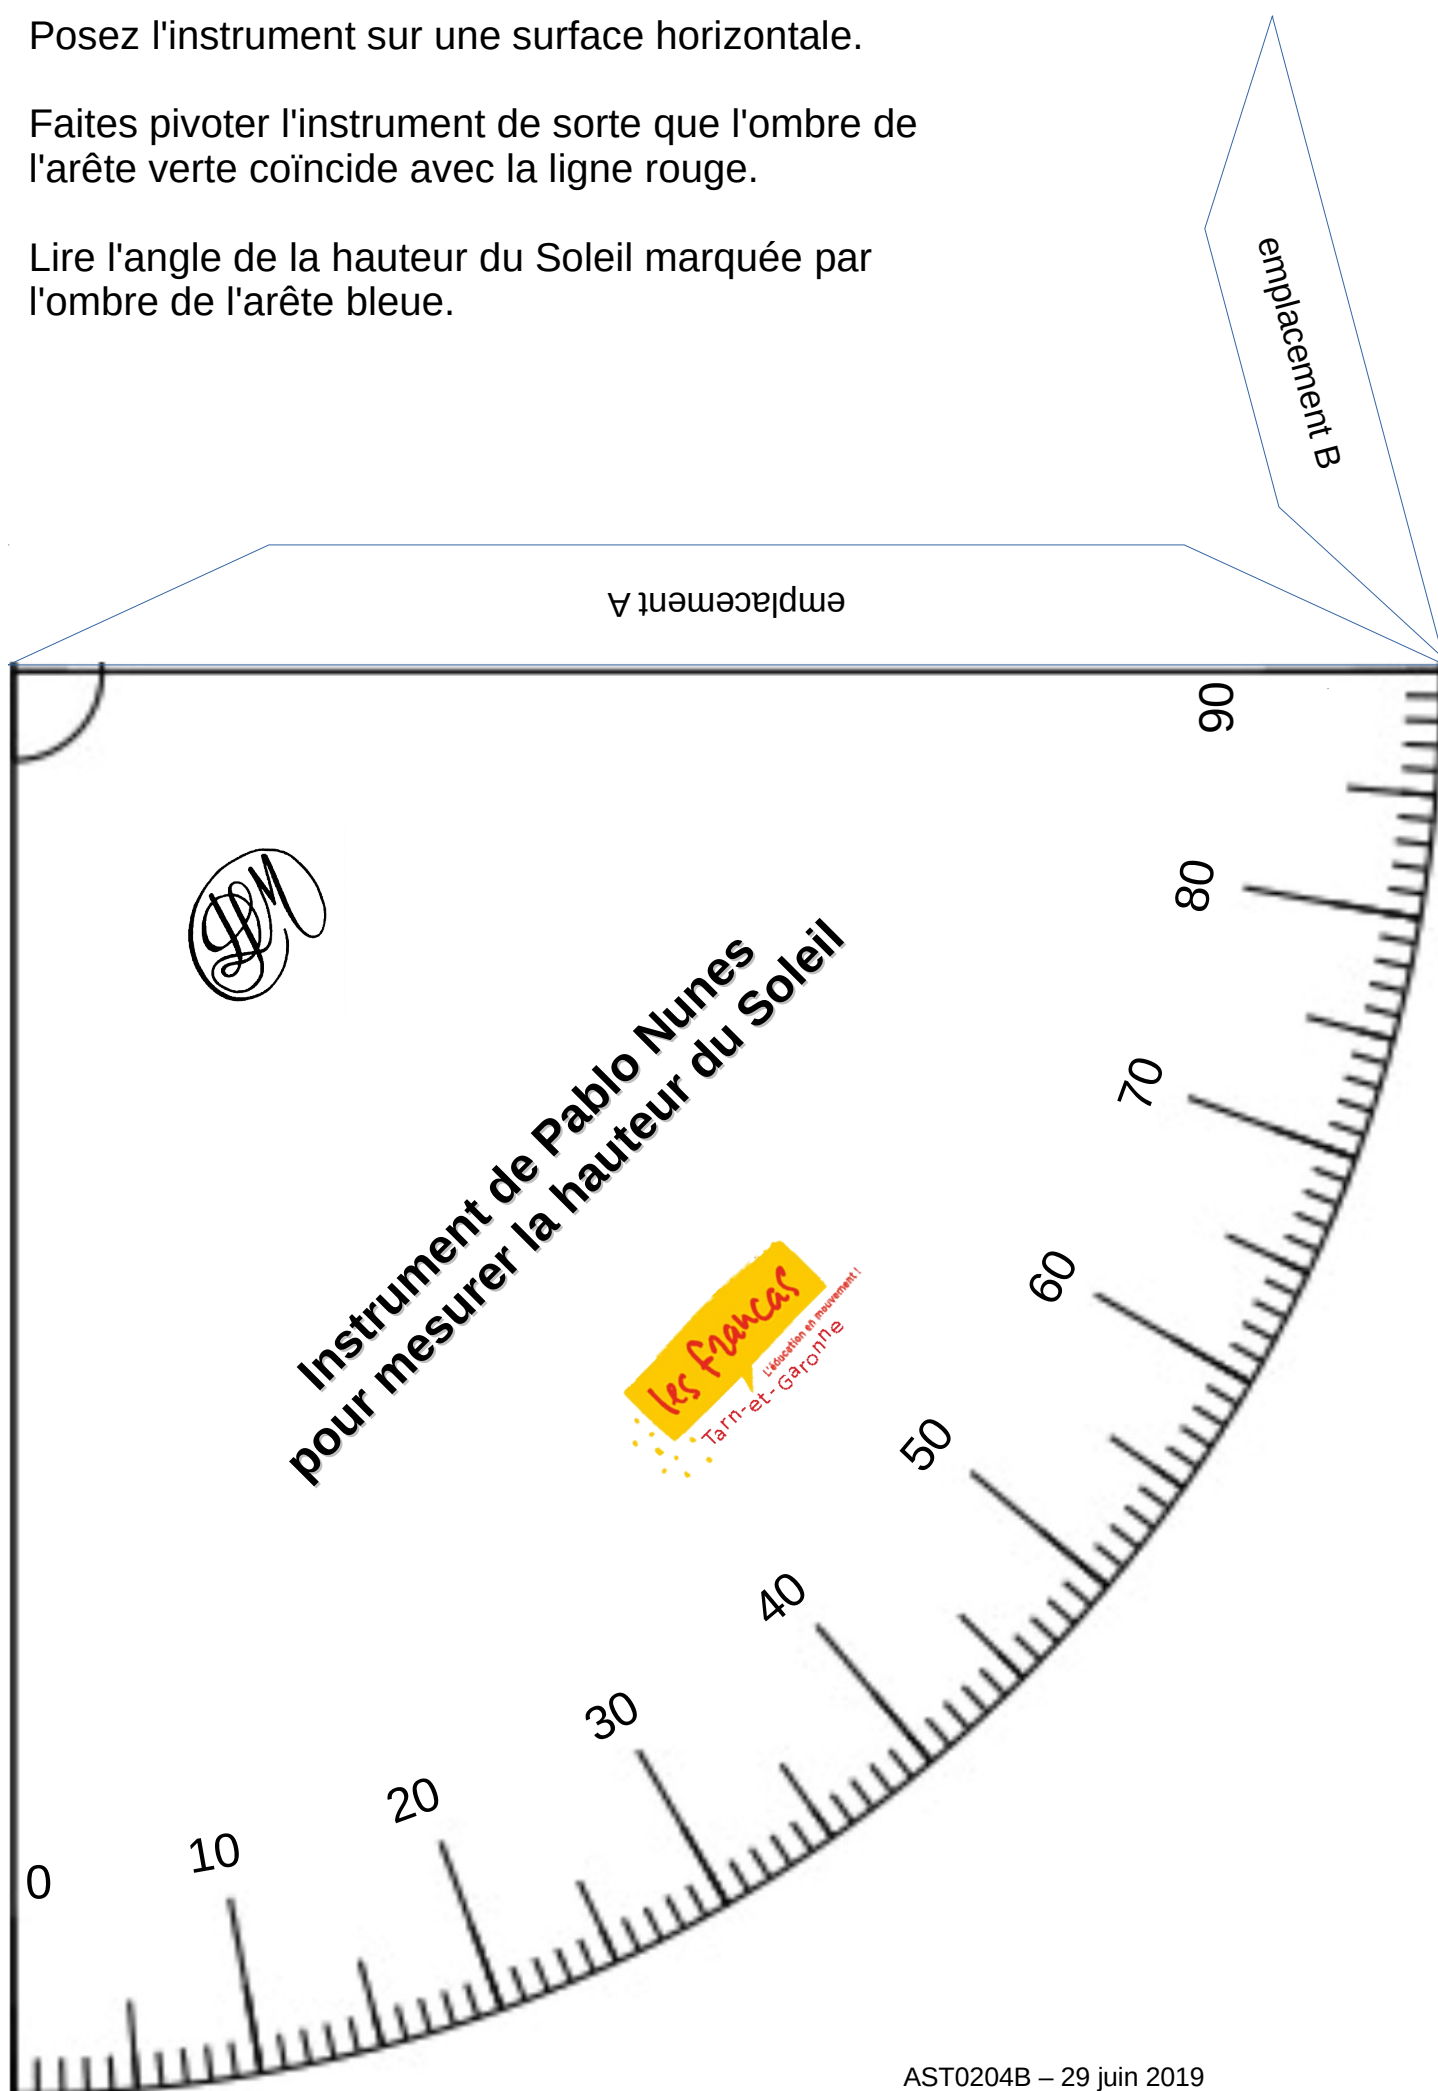 Posez l'instrument sur une surface horizontale.
Faites pivoter l'instrument de sorte que l'ombre de
l'arête verte coïncide avec la ligne rouge.
Lire l'angle de la hauteur du Soleil marquée par
l'ombre de l'arête bleue.
emplacement B
emplacement A
90
80
70
60
50
40
30
20
10
0
Instrument de Pablo Nunes
pour mesurer la hauteur du Soleil
les francas
L'éducation en mouvement !
Tarn-et-Garonne
AST0204B – 29 juin 2019